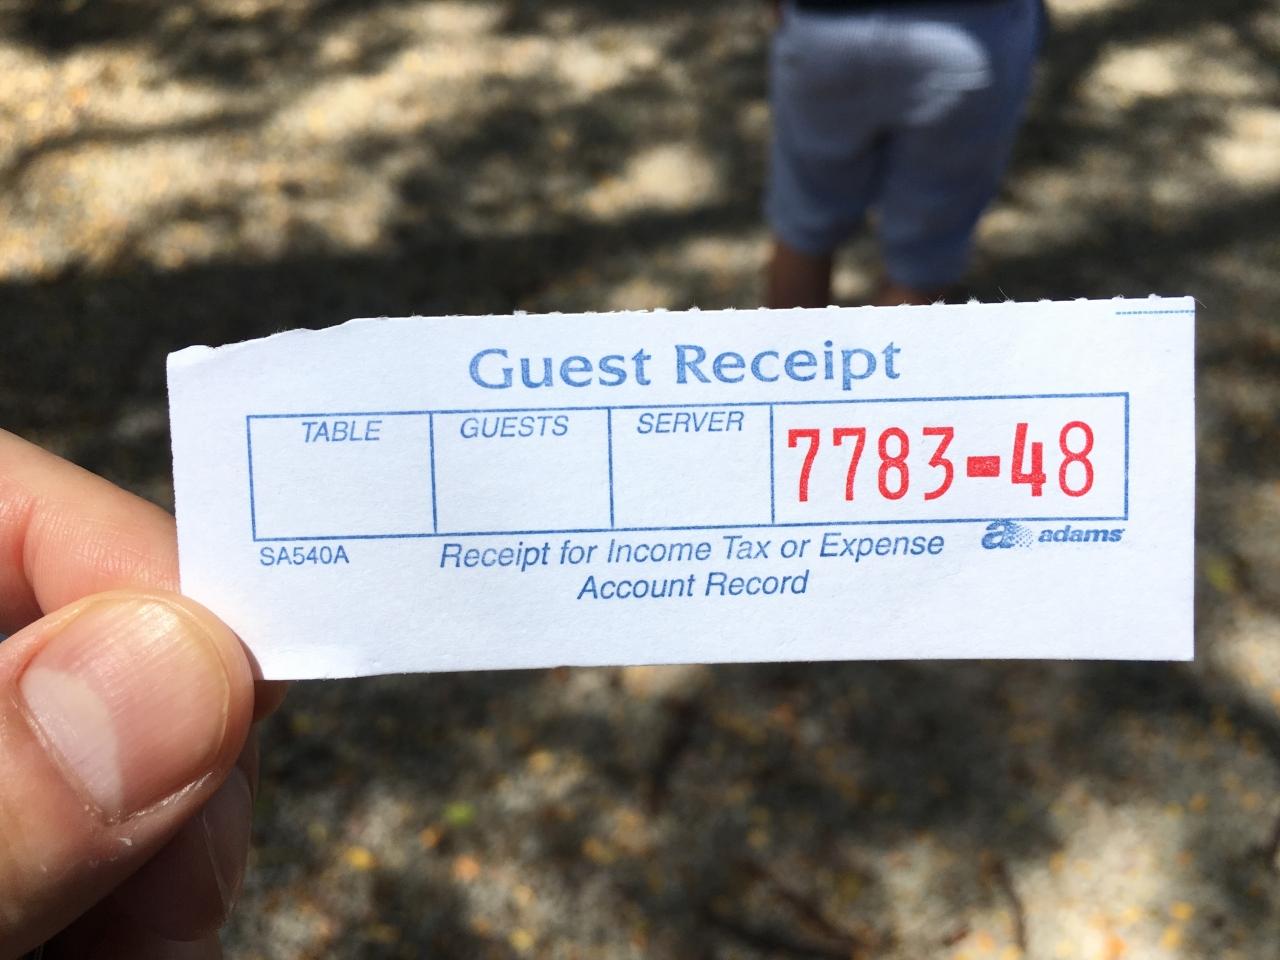 Guest Receipt
TABLE GUESTS SERVER 7783-48
SA540A Receipt for Income Tax or Expense a adams
Account Record